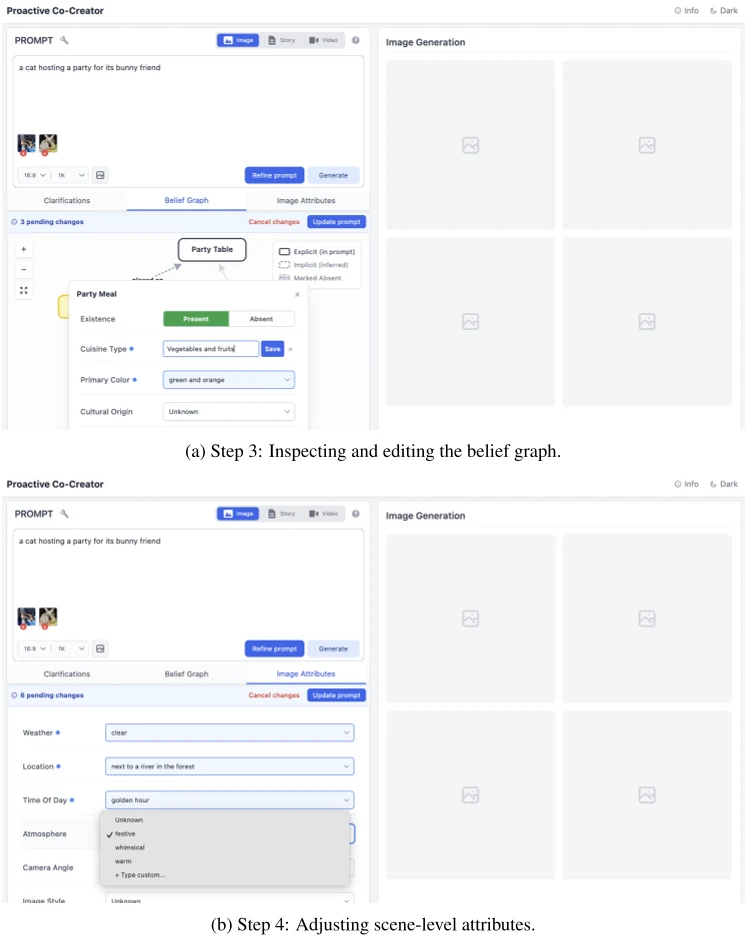 Proactive Co-Creator
Info Dark
PROMPT Image Story Video ?
Image Generation
a cat hosting a party for its bunny friend
16:9 1K Refine prompt Generate
Clarifications Belief Graph Image Attributes
3 pending changes Cancel changes Update prompt
+
−
Party Table
Explicit (in prompt)
Implicit (inferred)
Marked Absent
Party Meal ×
Existence Present Absent
Cuisine Type Vegetables and fruits Save ×
Primary Color green and orange
Cultural Origin Unknown
(a) Step 3: Inspecting and editing the belief graph.
Proactive Co-Creator
Info Dark
PROMPT Image Story Video ?
Image Generation
a cat hosting a party for its bunny friend
16:9 1K Refine prompt Generate
Clarifications Belief Graph Image Attributes
6 pending changes Cancel changes Update prompt
Weather clear
Location next to a river in the forest
Time Of Day golden hour
Unknown
Atmosphere ✓ festive
whimsical
warm
Camera Angle
+ Type custom...
Image Style Unknown
(b) Step 4: Adjusting scene-level attributes.